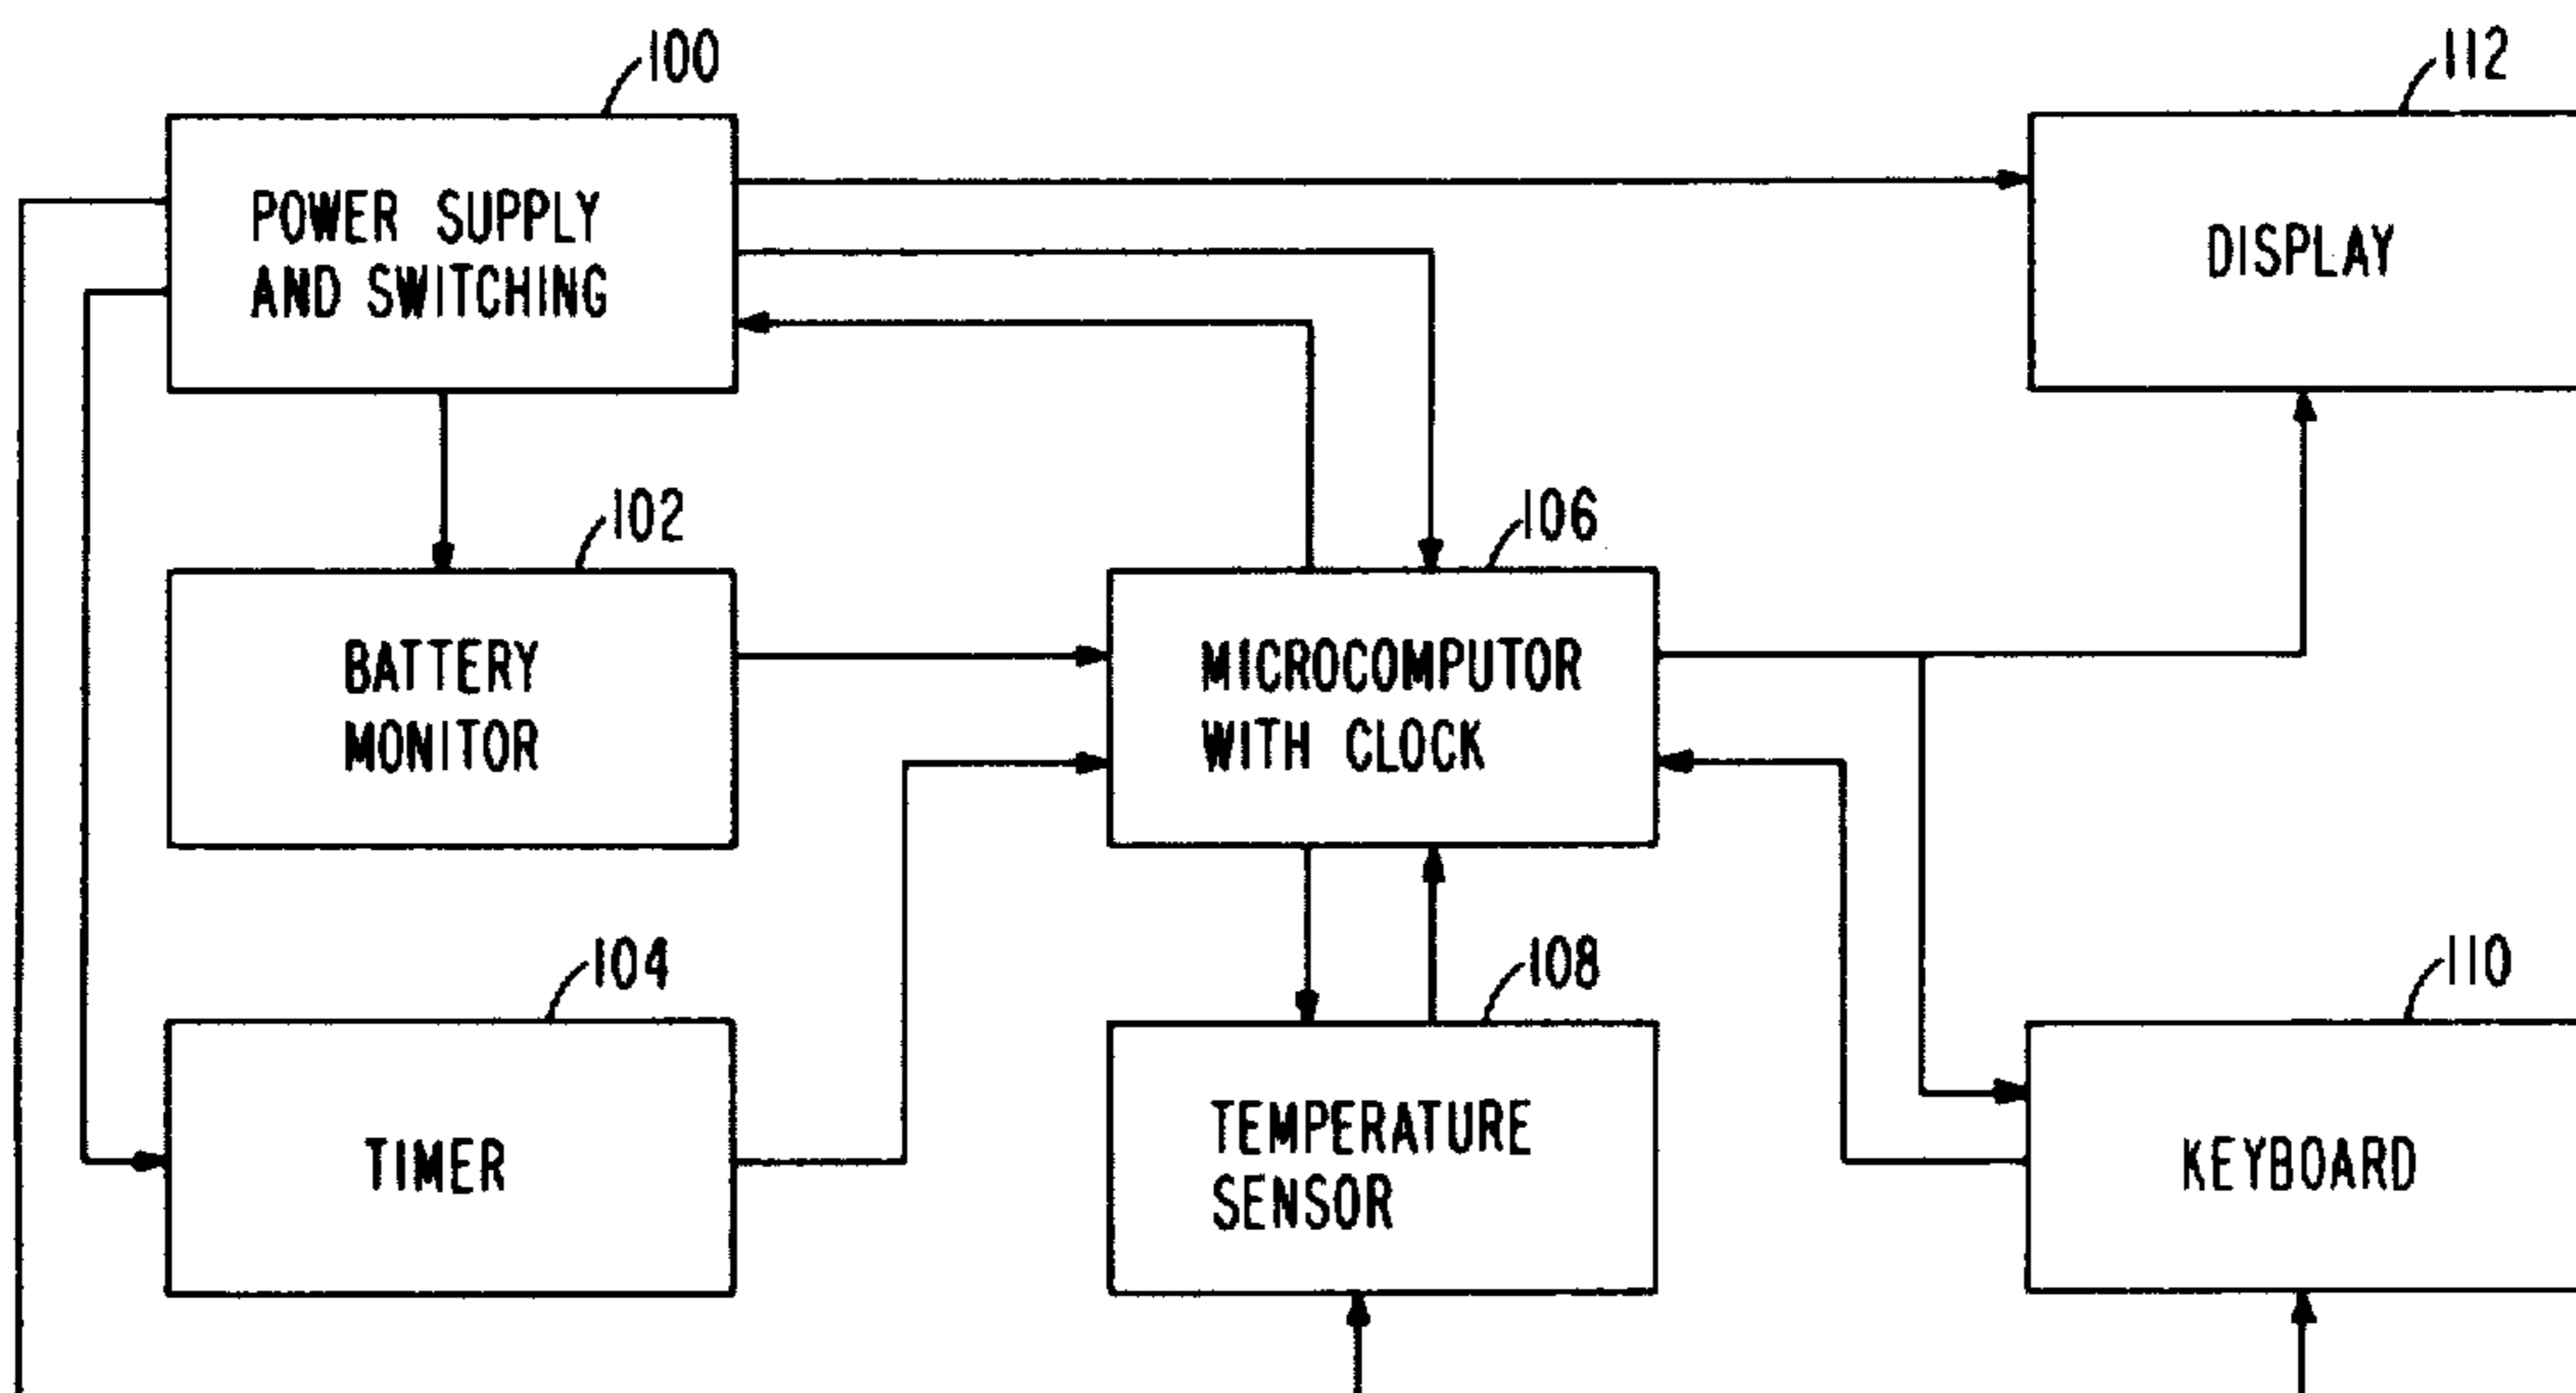 100
POWER SUPPLY
AND SWITCHING
112
DISPLAY
102
BATTERY
MONITOR
106
MICROCOMPUTOR
WITH CLOCK
104
TIMER
108
TEMPERATURE
SENSOR
110
KEYBOARD